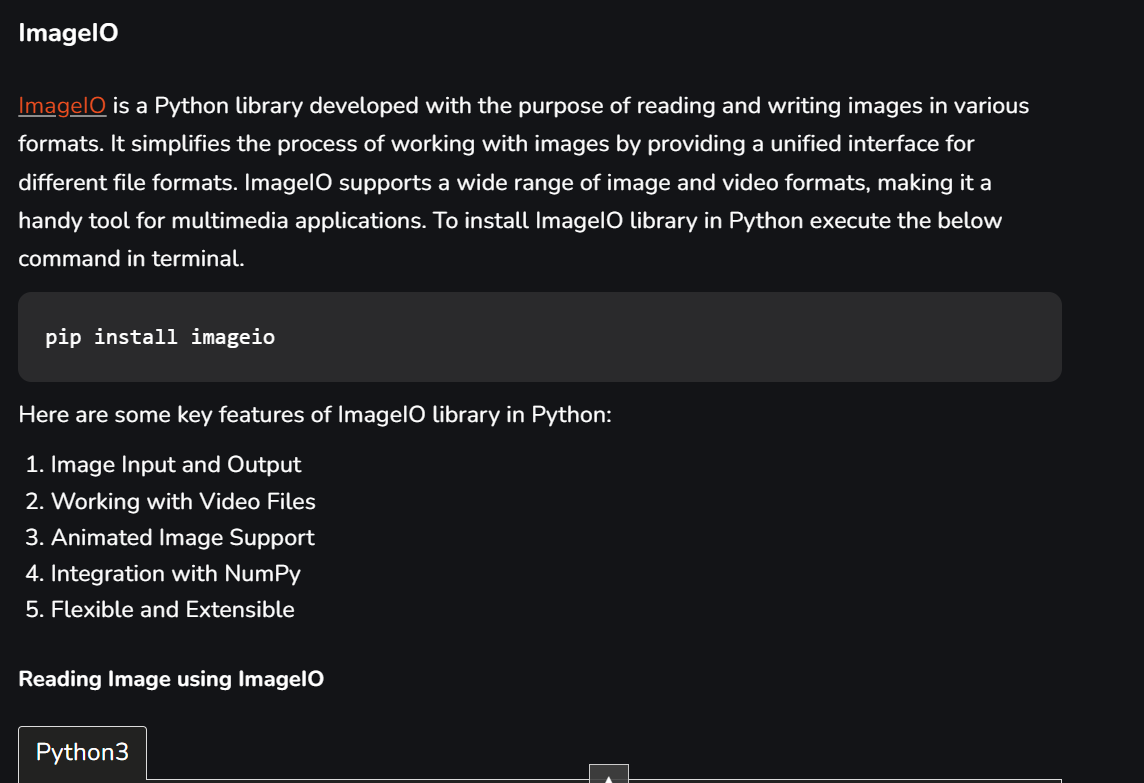 ImageIO
ImageIO is a Python library developed with the purpose of reading and writing images in various
formats. It simplifies the process of working with images by providing a unified interface for
different file formats. ImageIO supports a wide range of image and video formats, making it a
handy tool for multimedia applications. To install ImageIO library in Python execute the below
command in terminal.
pip install imageio
Here are some key features of ImageIO library in Python:
1. Image Input and Output
2. Working with Video Files
3. Animated Image Support
4. Integration with NumPy
5. Flexible and Extensible
Reading Image using ImageIO
Python3